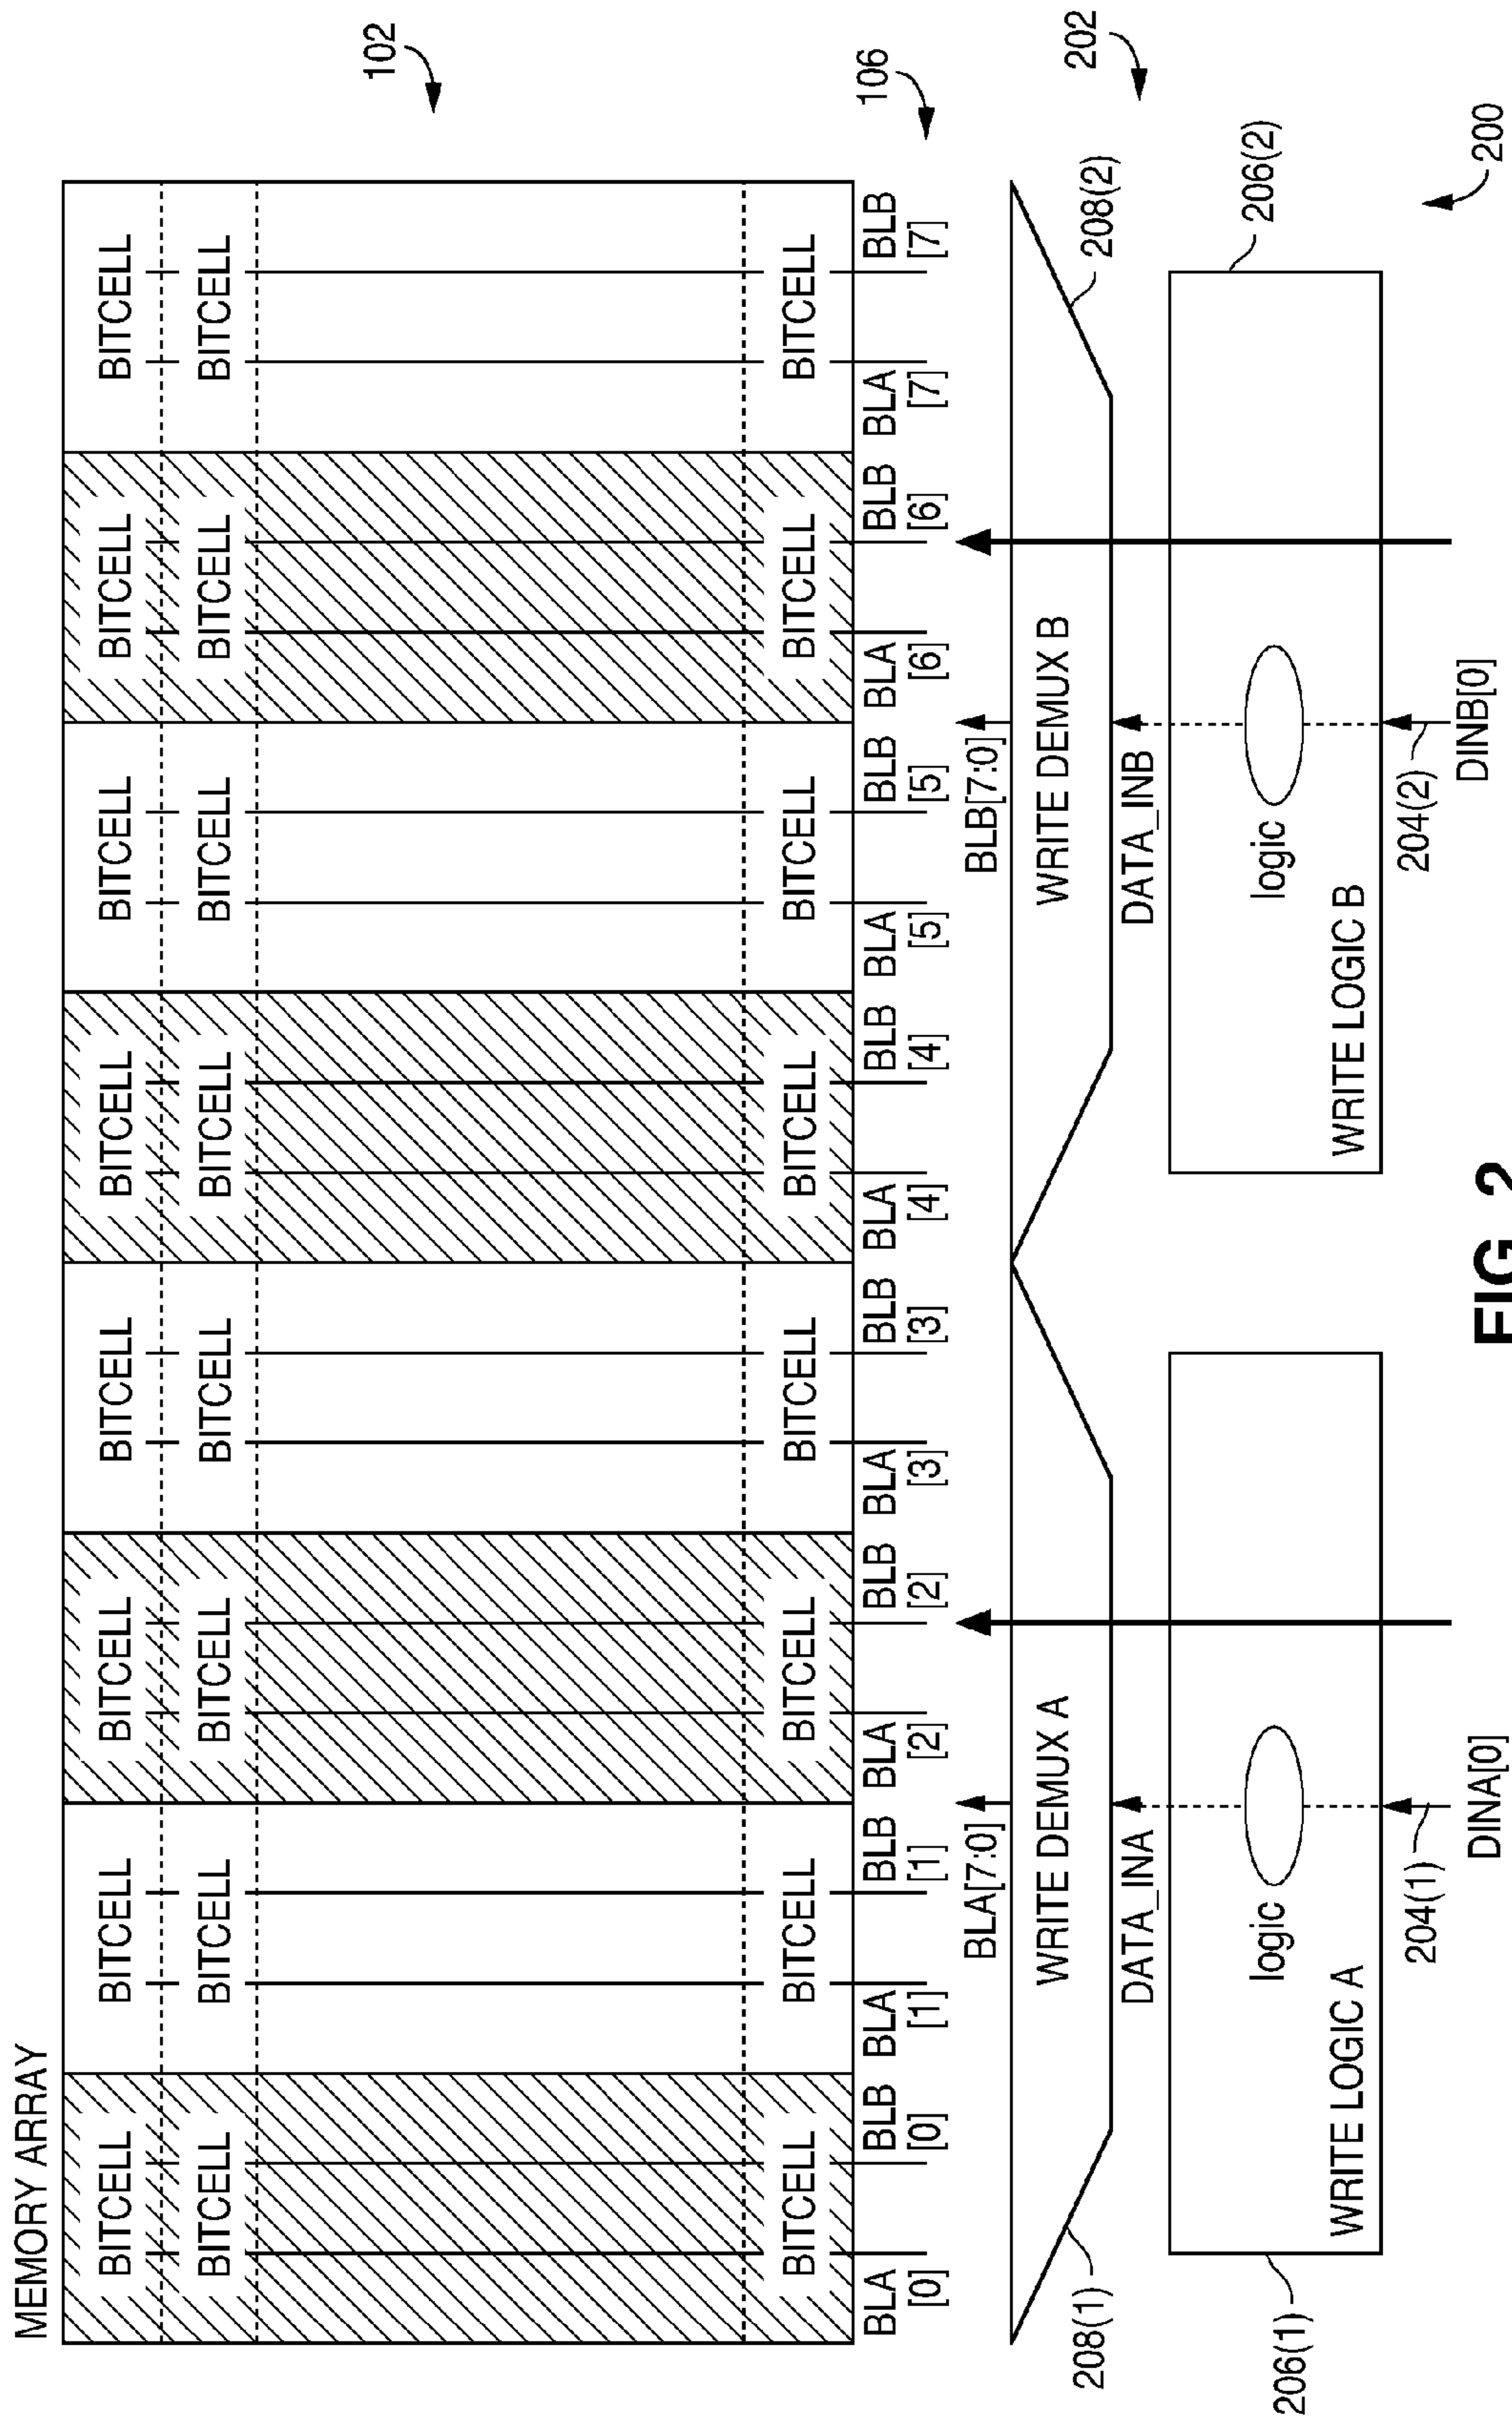 MEMORY ARRAY
BITCELL BITCELL BITCELL BITCELL BITCELL BITCELL BITCELL BITCELL
BITCELL BITCELL BITCELL BITCELL BITCELL BITCELL BITCELL BITCELL
102
BITCELL BITCELL BITCELL BITCELL BITCELL BITCELL BITCELL BITCELL
BLA BLB BLA BLB BLA BLB BLA BLB BLA BLB BLA BLB BLA BLB BLA BLB
[0] [0] [1] [1] [2] [2] [3] [3] [4] [4] [5] [5] [6] [6] [7] [7]
106
BLA[7:0] BLB[7:0]
WRITE DEMUX A WRITE DEMUX B
202
208(1) 208(2)
DATA_INA DATA_INB
logic logic
206(1) 206(2)
WRITE LOGIC A WRITE LOGIC B
204(1) 204(2)
DINA[0] DINB[0]
200
FIG. 2